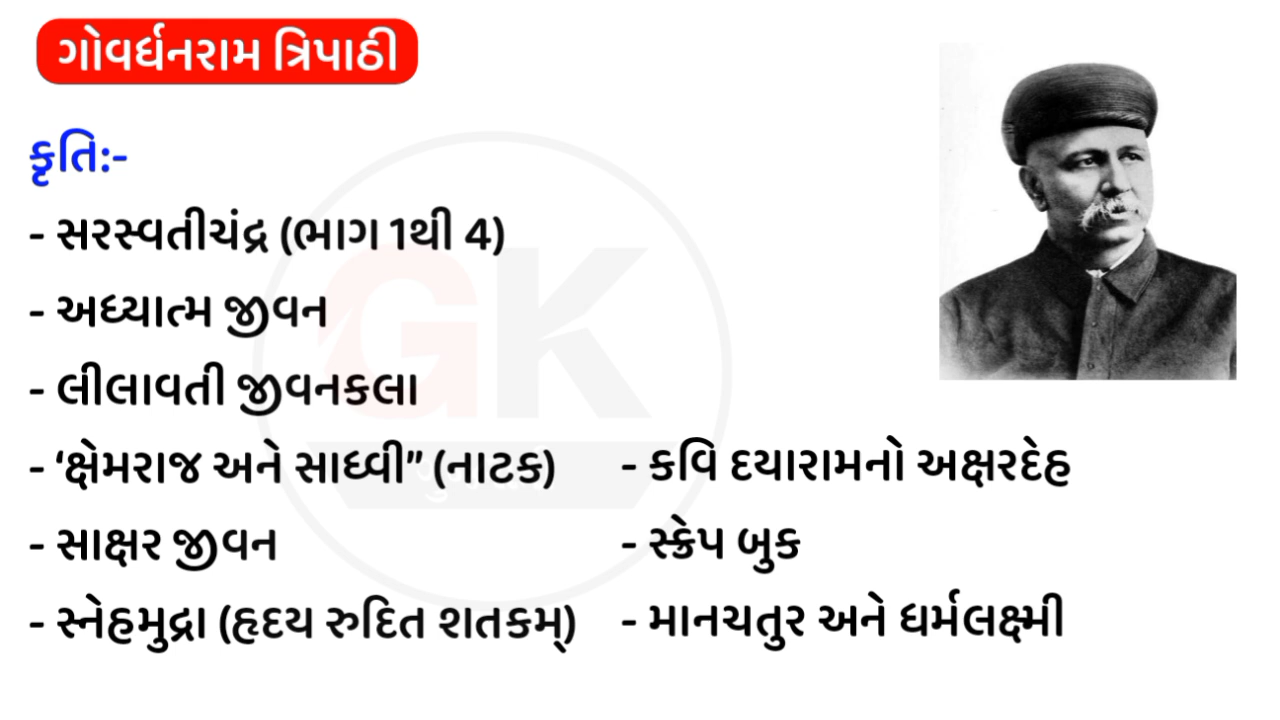 ગોવર્ધનરામ ત્રિપાઠી
કૃતિ:-
- સરસ્વતીચંદ્ર (ભાગ 1થી 4)
- અધ્યાત્મ જીવન
- લીલાવતી જીવનકલા
- ‘ક્ષેમરાજ અને સાધ્વી” (નાટક)
- સાક્ષર જીવન
- સ્નેહમુદ્રા (હૃદય રુદિત શતકમ્)
- કવિ દયારામનો અક્ષરદેહ
- સ્ક્રેપ બુક
- માનચતુર અને ધર્મલક્ષ્મી
GK